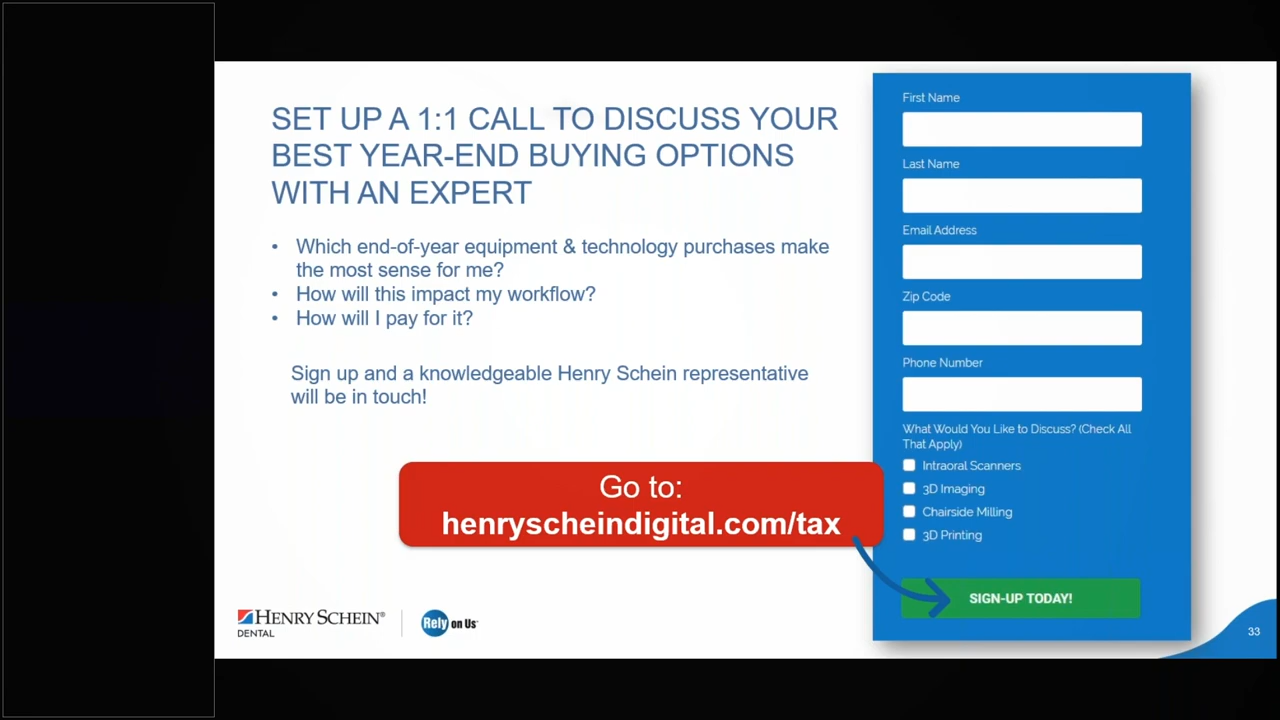 SET UP A 1:1 CALL TO DISCUSS YOUR
BEST YEAR-END BUYING OPTIONS
WITH AN EXPERT
• Which end-of-year equipment & technology purchases make
the most sense for me?
• How will this impact my workflow?
• How will I pay for it?
Sign up and a knowledgeable Henry Schein representative
will be in touch!
Go to:
henryscheindigital.com/tax
First Name
Last Name
Email Address
Zip Code
Phone Number
What Would You Like to Discuss? (Check All
That Apply)
Intraoral Scanners
3D Imaging
Chairside Milling
3D Printing
SIGN-UP TODAY!
HENRY SCHEIN®
DENTAL
Rely on Us
33